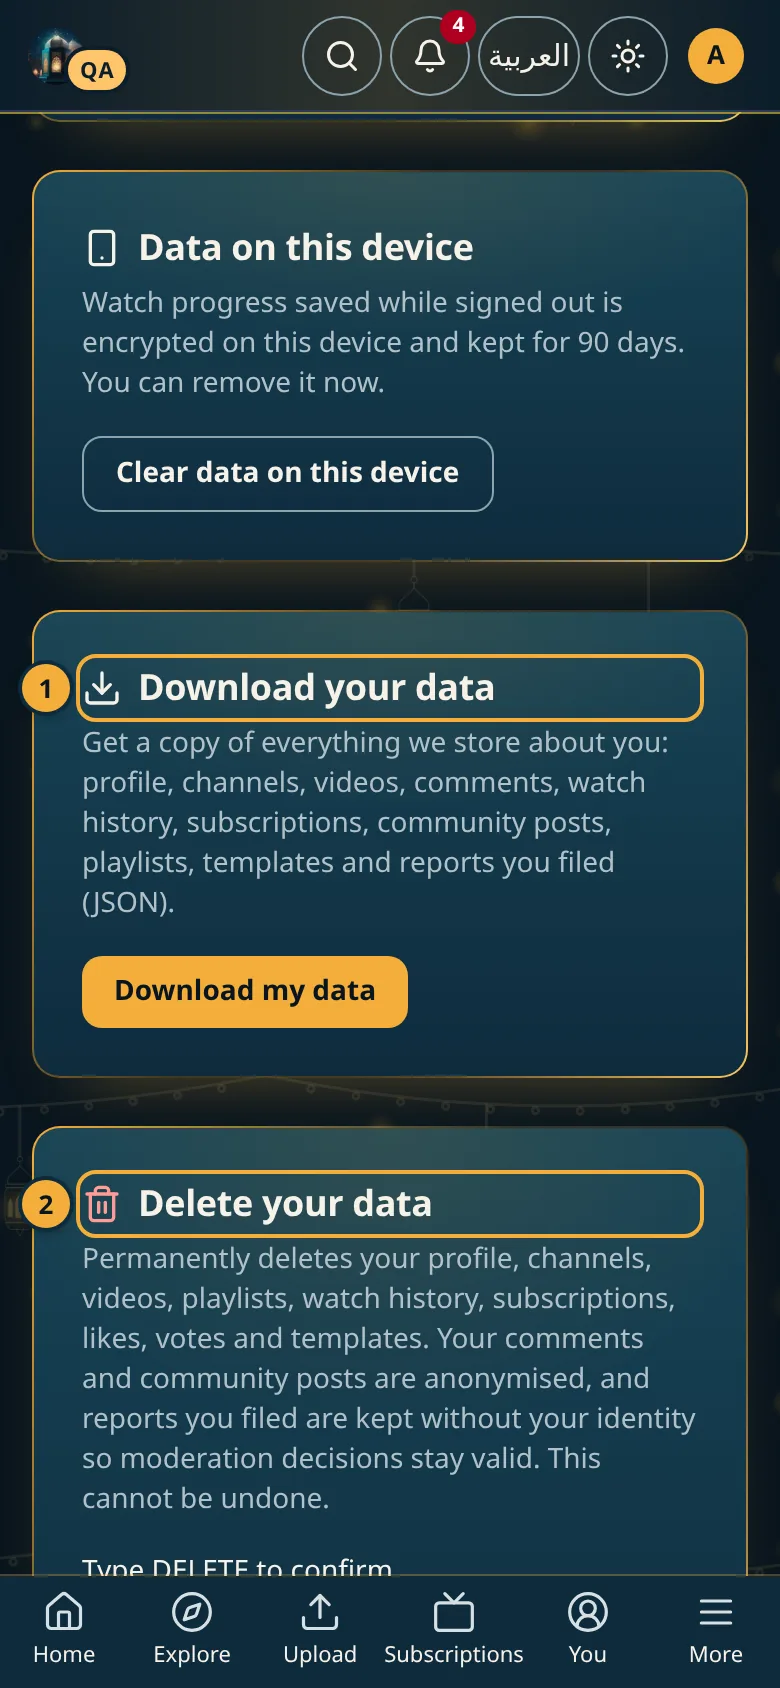 QA
4
العربية
A
Data on this device
Watch progress saved while signed out is
encrypted on this device and kept for 90 days.
You can remove it now.
Clear data on this device
1
Download your data
Get a copy of everything we store about you:
profile, channels, videos, comments, watch
history, subscriptions, community posts,
playlists, templates and reports you filed
(JSON).
Download my data
2
Delete your data
Permanently deletes your profile, channels,
videos, playlists, watch history, subscriptions,
likes, votes and templates. Your comments
and community posts are anonymised, and
reports you filed are kept without your identity
so moderation decisions stay valid. This
cannot be undone.
Type DELETE to confirm
Home
Explore
Upload
Subscriptions
You
More